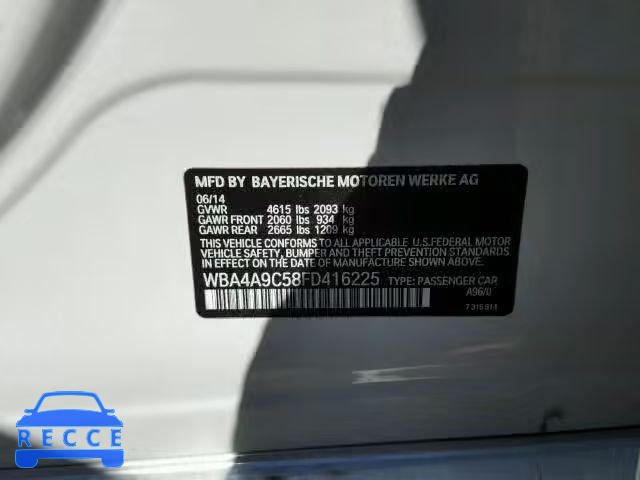 MFD BY BAYERISCHE MOTOREN WERKE AG
06/14
GVWR 4615 lbs 2093 kg
GAWR FRONT 2060 lbs 934 kg
GAWR REAR 2665 lbs 1209 kg
THIS VEHICLE CONFORMS TO ALL APPLICABLE U.S. FEDERAL MOTOR
VEHICLE SAFETY, BUMPER, AND THEFT PREVENTION STANDARDS
IN EFFECT ON THE DATE OF MANUFACTURE SHOWN ABOVE.
WBA4A9C58FD416225 TYPE: PASSENGER CAR
A96/0
RECCE